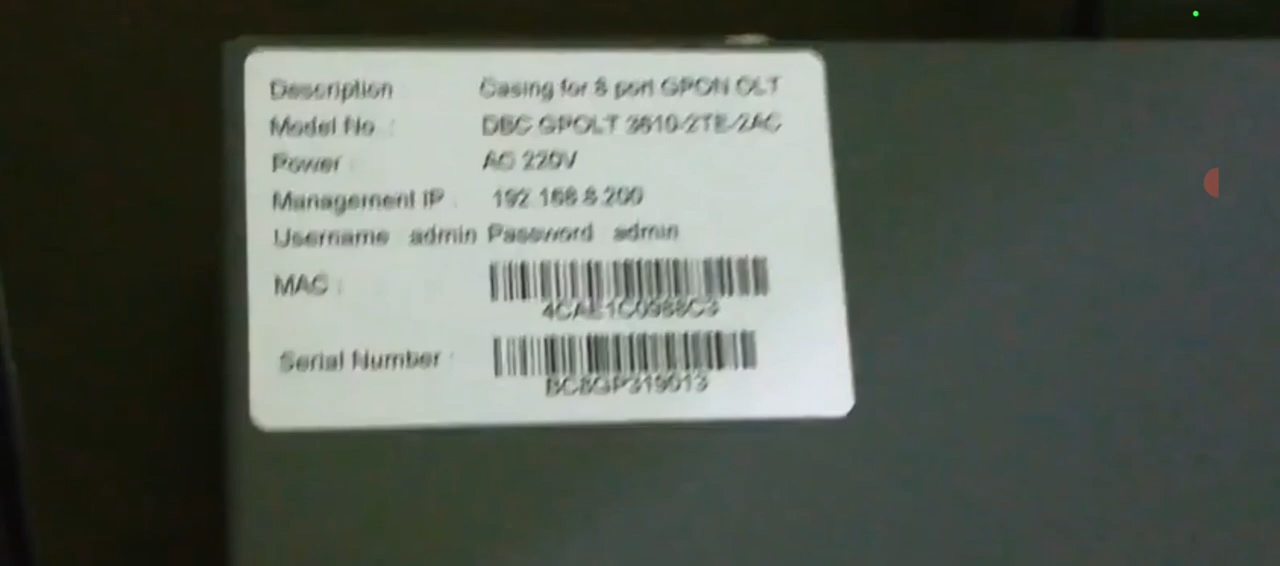 Description Casing for 8 port GPON OLT
Model No : DBC GPOLT 3610-2TE-2AC
Power : AC 220V
Management IP : 192.168.8.200
Username admin Password admin
MAC :
Serial Number :